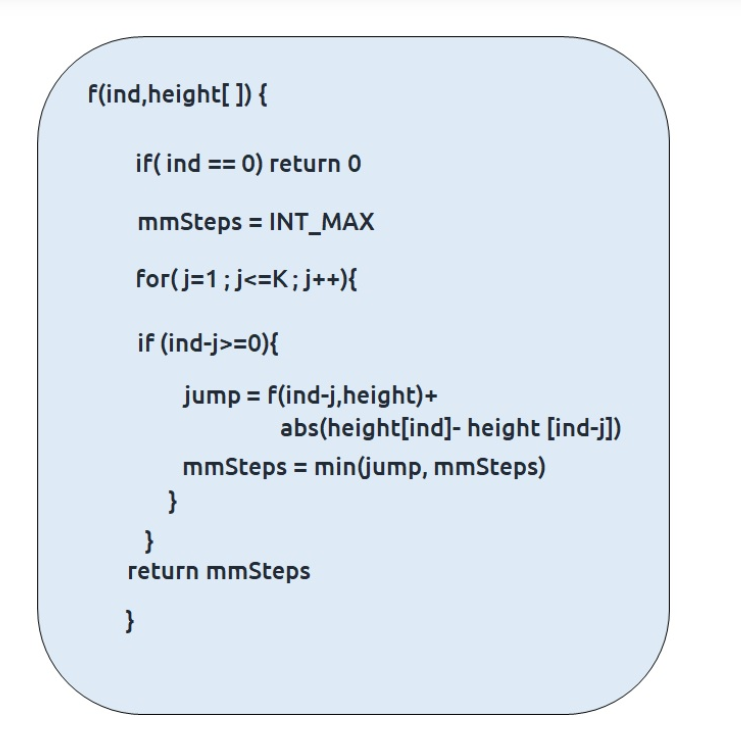 f(ind,height[ ]) {
if( ind == 0) return 0
mmSteps = INT_MAX
for( j=1 ; j<=K ; j++){
if (ind-j>=0){
jump = f(ind-j,height)+
abs(height[ind]- height [ind-j])
mmSteps = min(jump, mmSteps)
}
}
return mmSteps
}